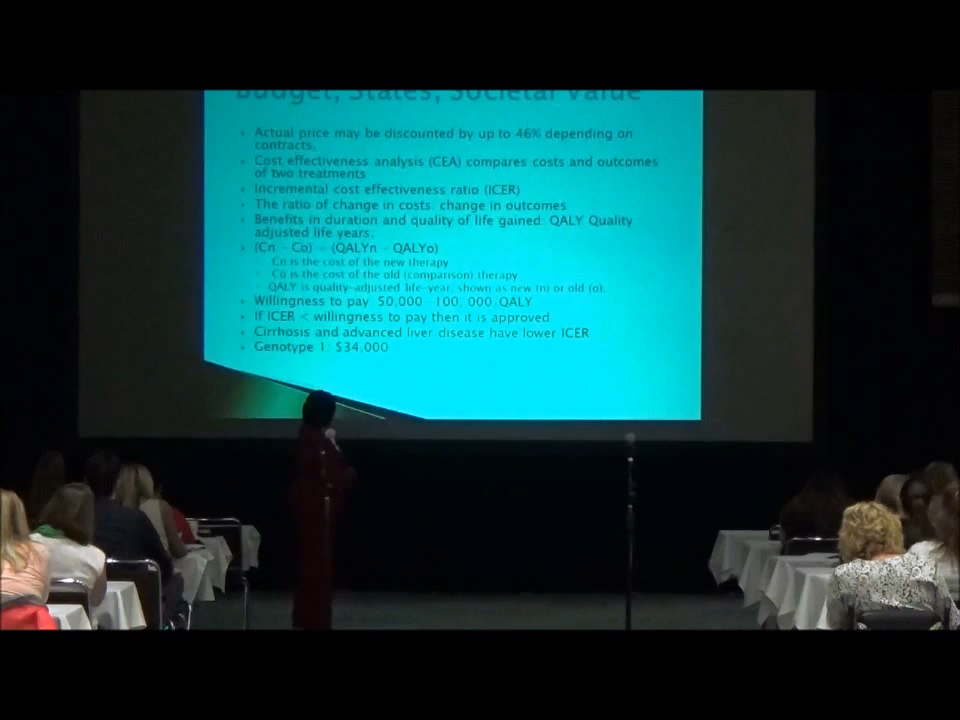 Budget, States, Societal Value
Actual price may be discounted by up to 46% depending on
contracts.
Cost effectiveness analysis (CEA) compares costs and outcomes
of two treatments
Incremental cost effectiveness ratio (ICER)
The ratio of change in costs: change in outcomes
Benefits in duration and quality of life gained: QALY Quality
adjusted life years.
(Cn – Co) ÷ (QALYn – QALYo)
Cn is the cost of the new therapy
Co is the cost of the old (comparison) therapy
QALY is quality-adjusted life-year, shown as new (n) or old (o).
Willingness to pay: 50,000 –100, 000 QALY
If ICER < willingness to pay then it is approved
Cirrhosis and advanced liver disease have lower ICER
Genotype 1: $34,000